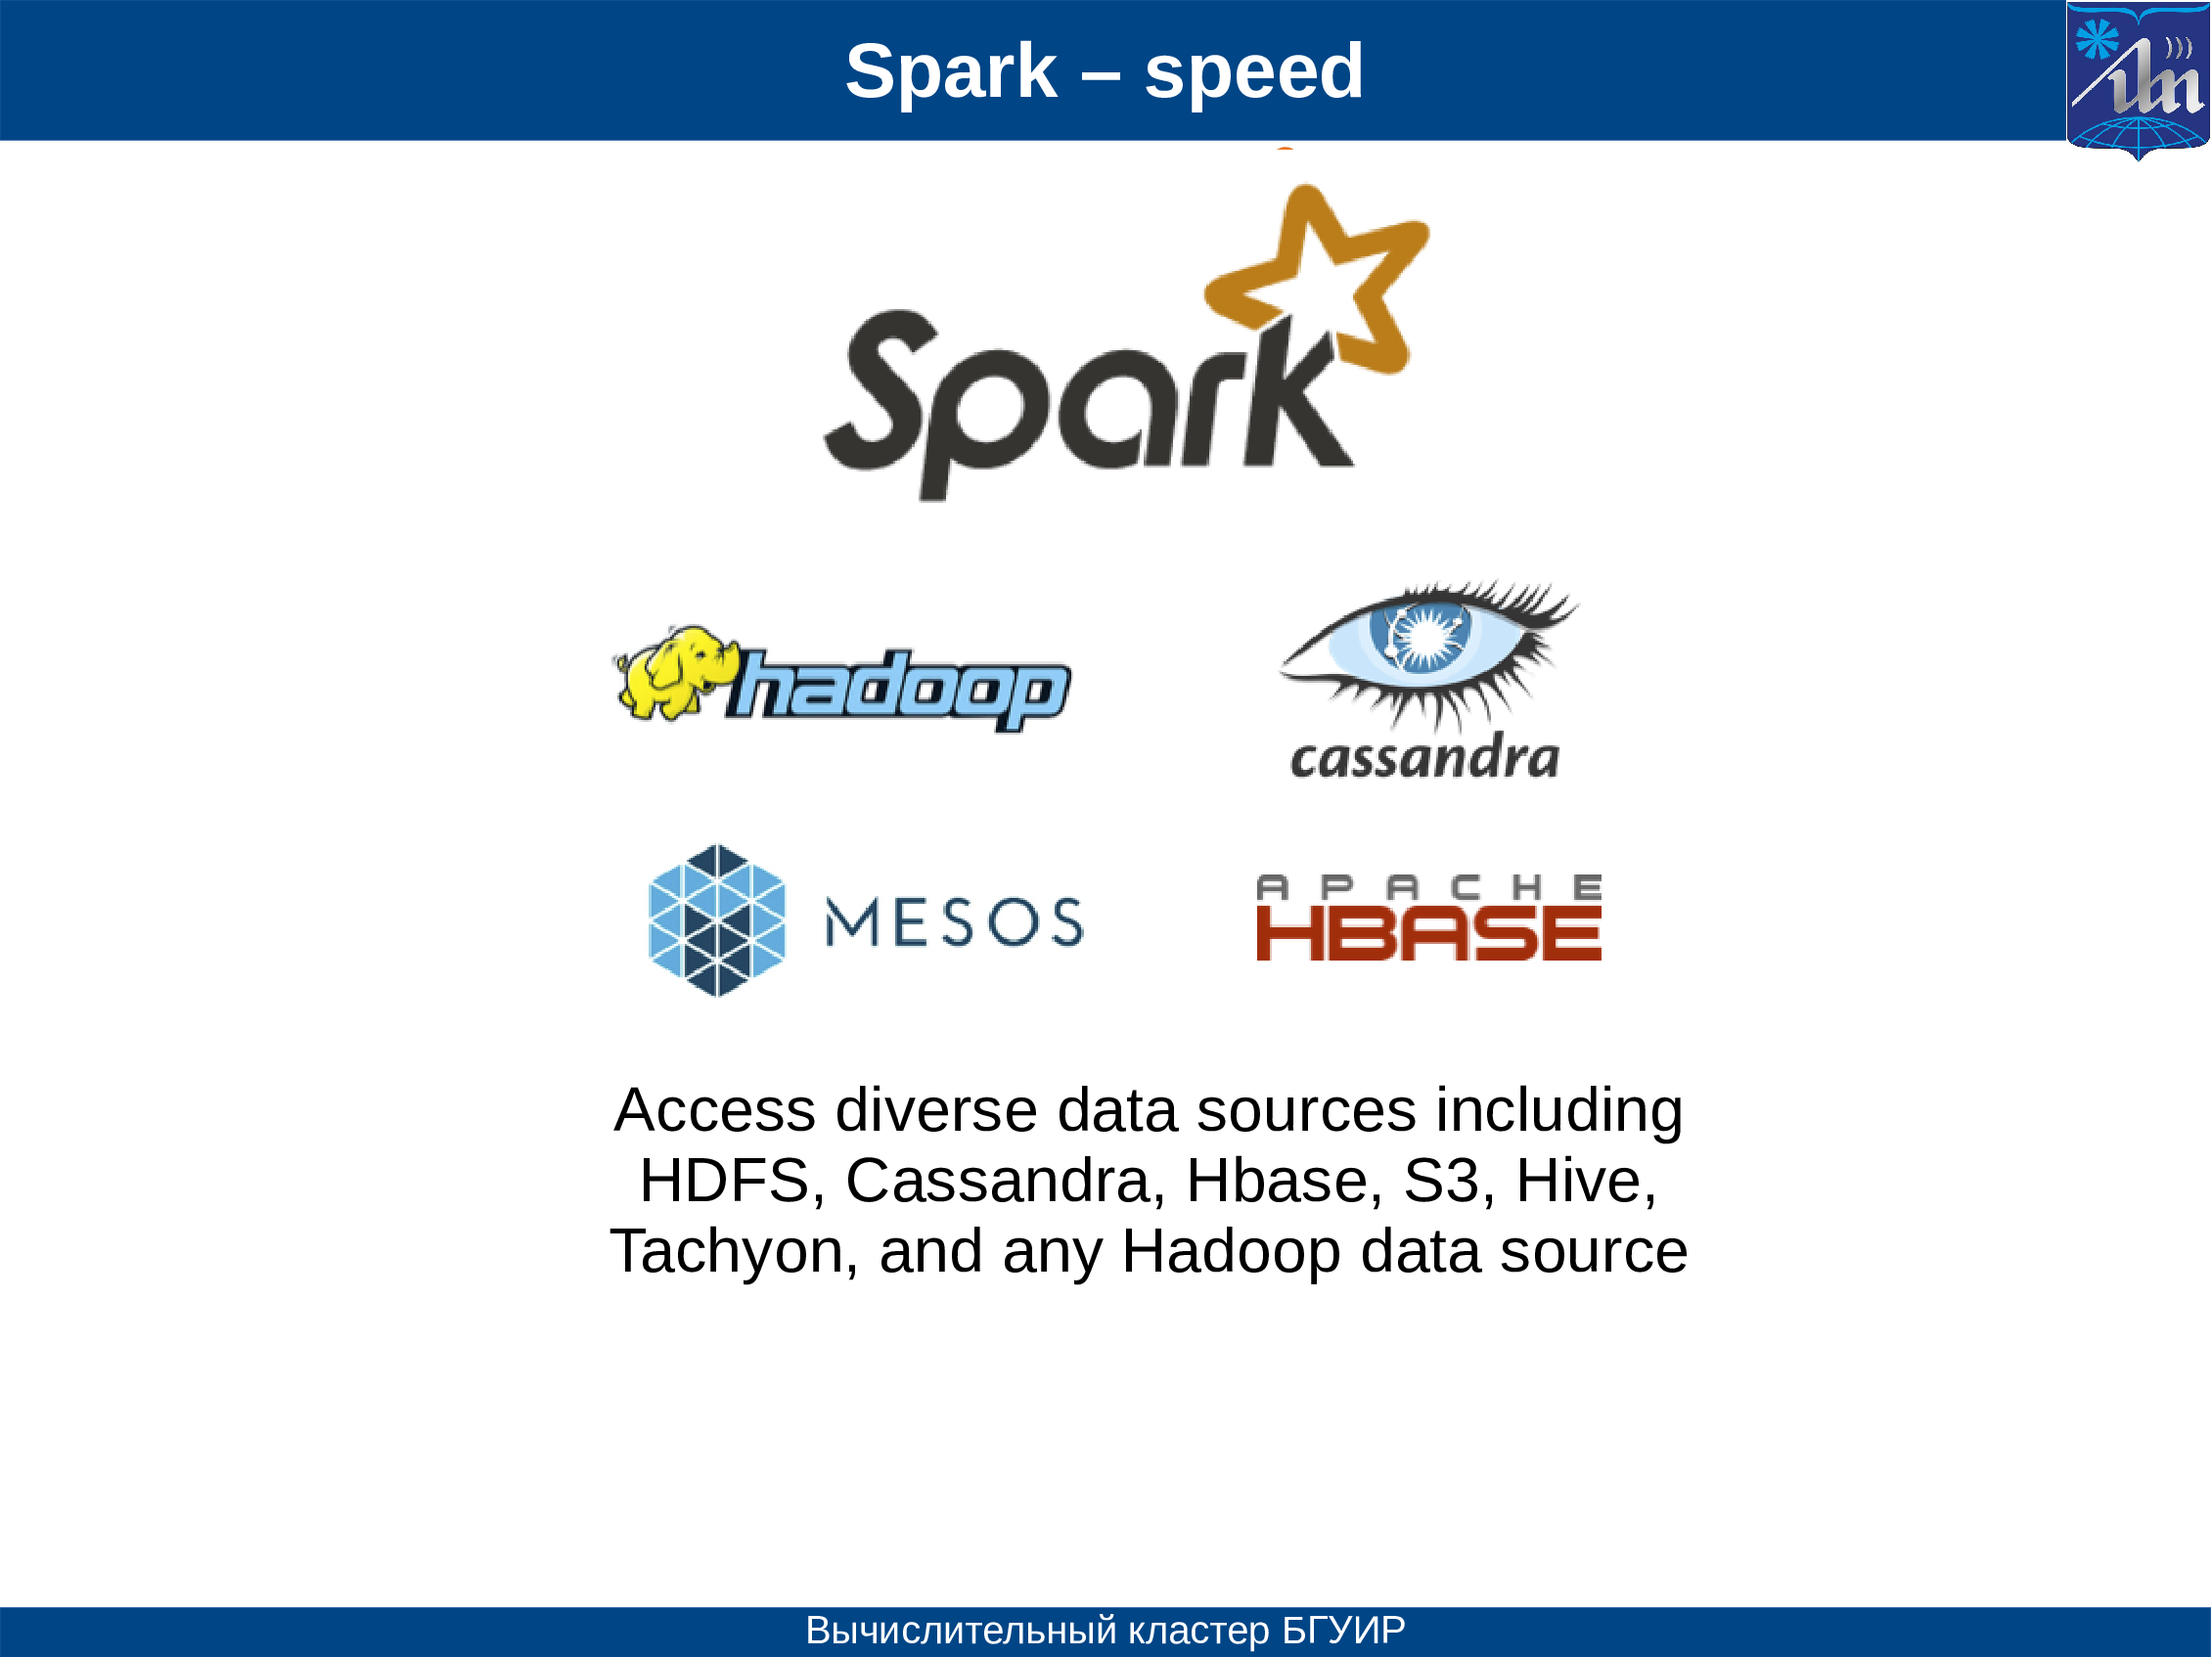 Spark – speed
Spark
hadoop
cassandra
MESOS
APACHE
HBASE
Access diverse data sources including
HDFS, Cassandra, Hbase, S3, Hive,
Tachyon, and any Hadoop data source
Вычислительный кластер БГУИР